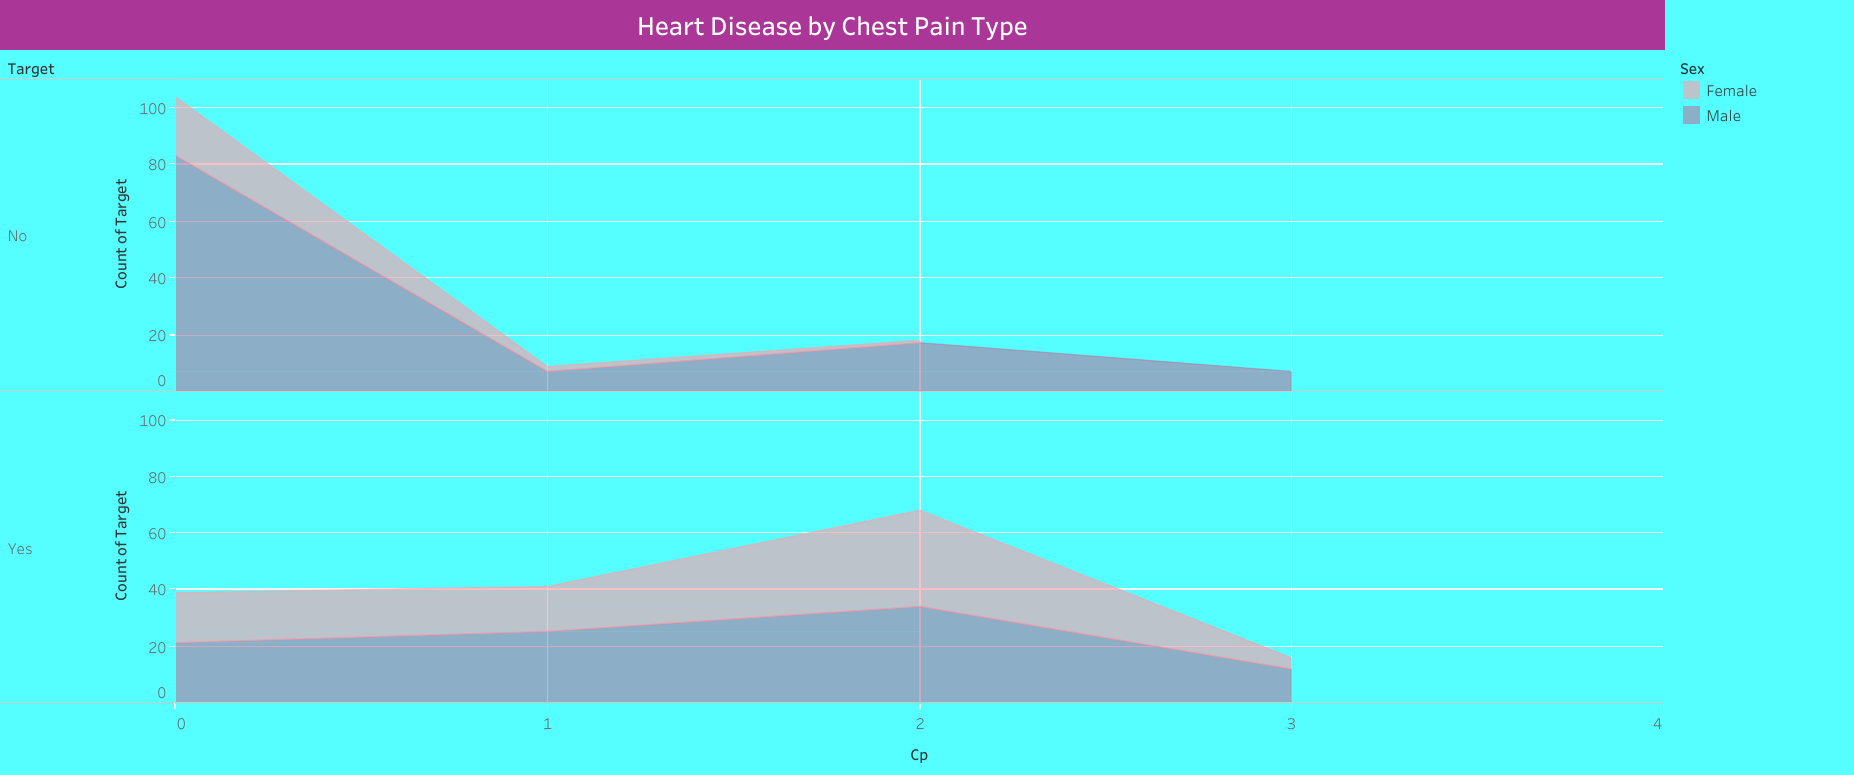 Heart Disease by Chest Pain Type
Target
Sex
Female
Male
No
Count of Target
100
80
60
40
20
0
Yes
Count of Target
100
80
60
40
20
0
0 1 2 3 4
Cp